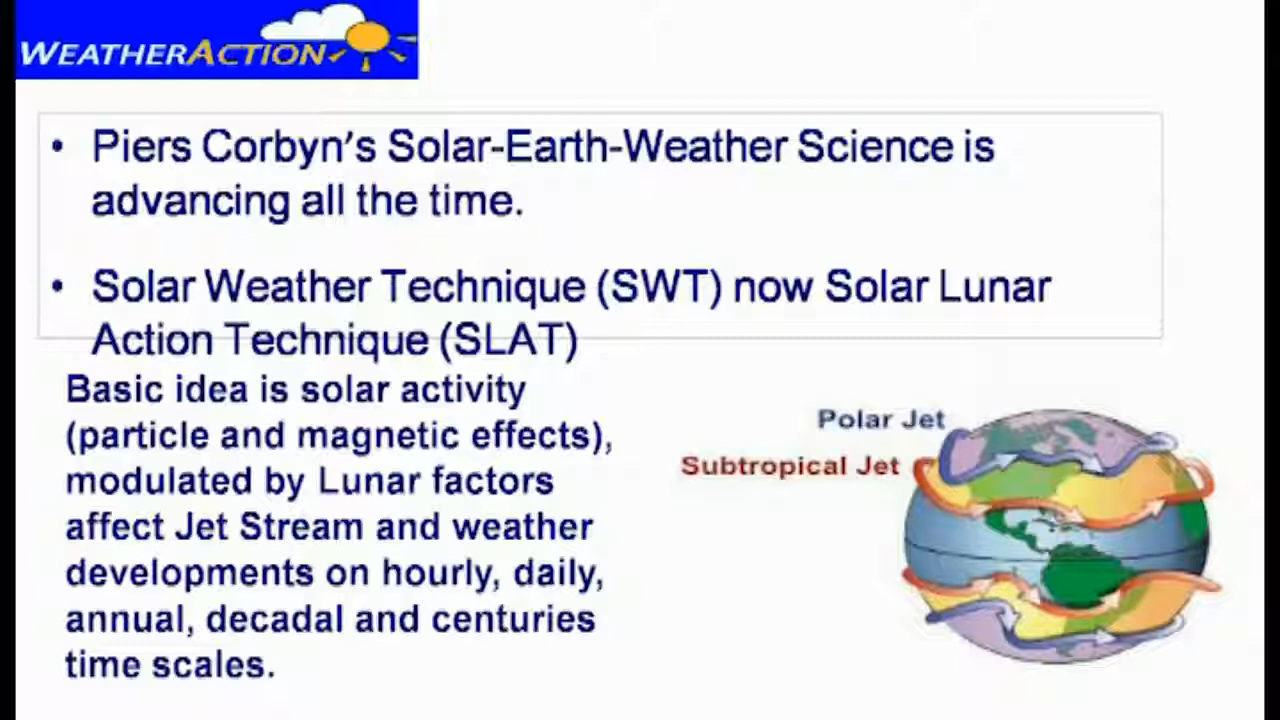 WEATHERACTION
• Piers Corbyn's Solar-Earth-Weather Science is
advancing all the time.
• Solar Weather Technique (SWT) now Solar Lunar
Action Technique (SLAT)
Basic idea is solar activity
(particle and magnetic effects),
modulated by Lunar factors
affect Jet Stream and weather
developments on hourly, daily,
annual, decadal and centuries
time scales.
Polar Jet
Subtropical Jet